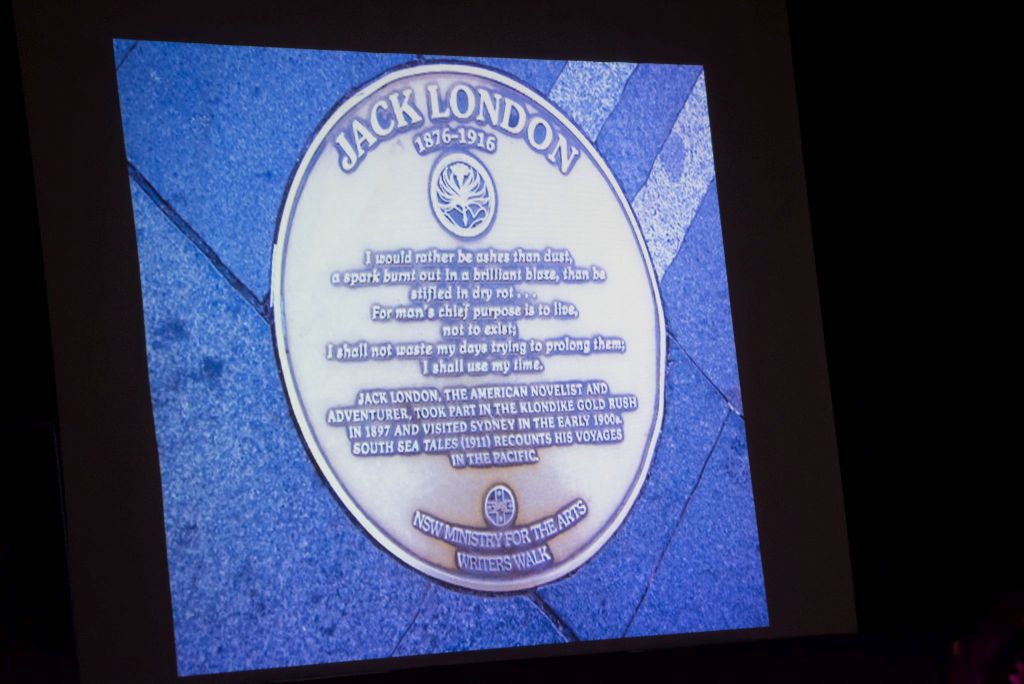 JACK LONDON
1876-1916
I would rather be ashes than dust,
a spark burnt out in a brilliant blaze, than be
stifled in dry rot . . .
For man's chief purpose is to live,
not to exist;
I shall not waste my days trying to prolong them;
I shall use my time.
JACK LONDON, THE AMERICAN NOVELIST AND
ADVENTURER, TOOK PART IN THE KLONDIKE GOLD RUSH
IN 1897 AND VISITED SYDNEY IN THE EARLY 1900s.
SOUTH SEA TALES (1911) RECOUNTS HIS VOYAGES
IN THE PACIFIC.
NSW MINISTRY FOR THE ARTS
WRITERS WALK